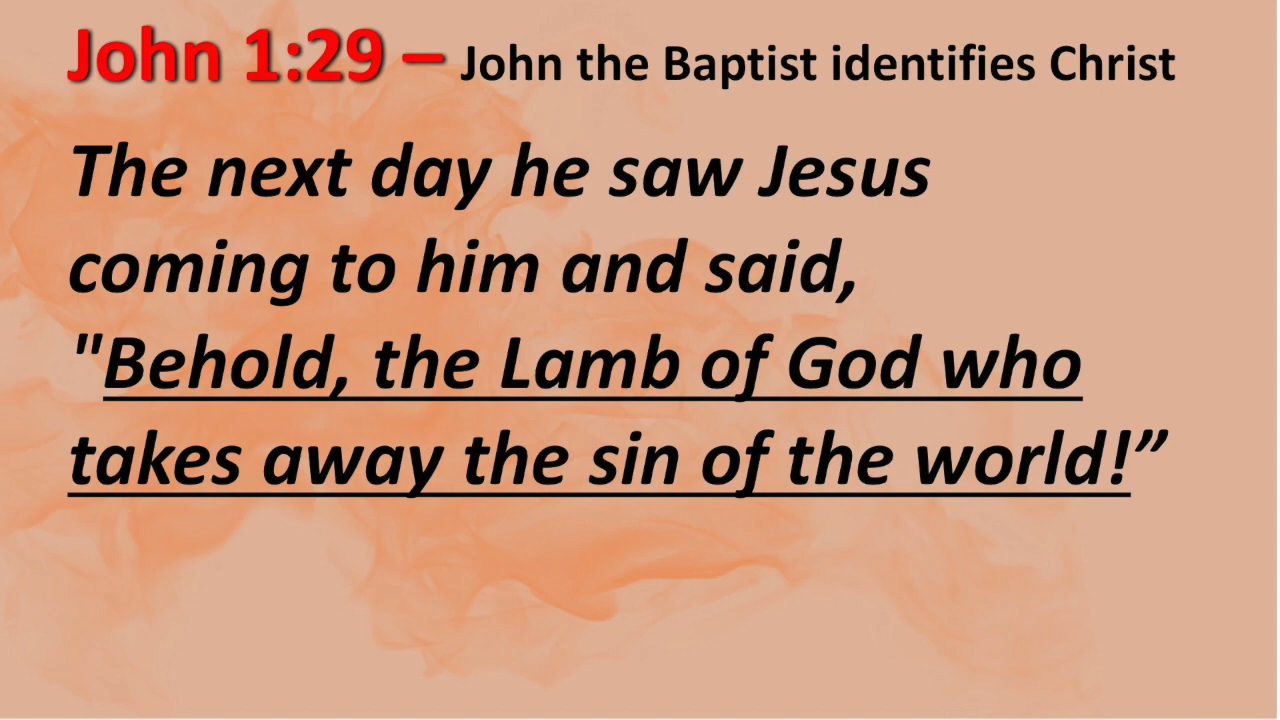 John 1:29 – John the Baptist identifies Christ
The next day he saw Jesus
coming to him and said,
"Behold, the Lamb of God who
takes away the sin of the world!”